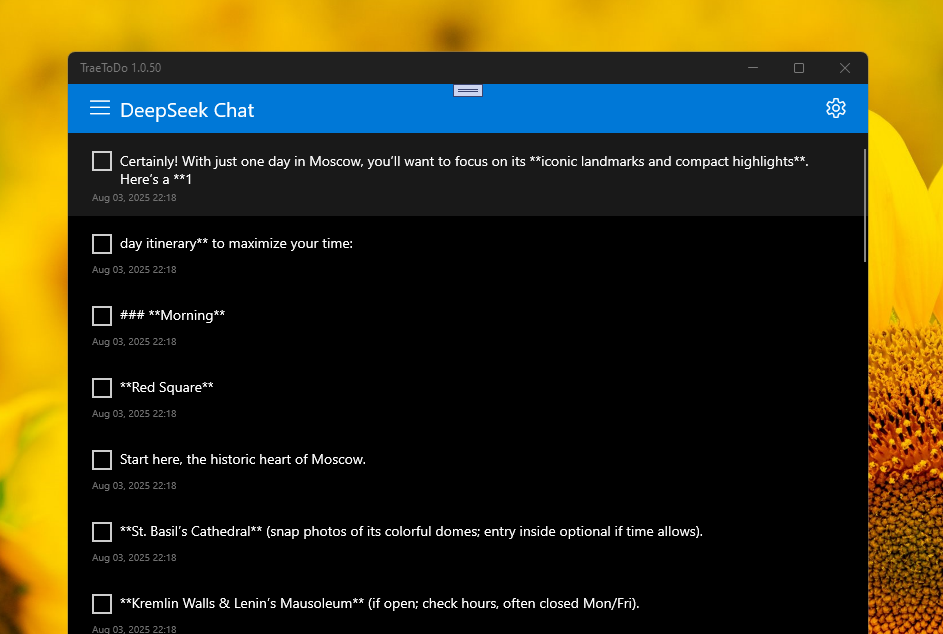 TraeToDo 1.0.50
DeepSeek Chat
Certainly! With just one day in Moscow, you’ll want to focus on its **iconic landmarks and compact highlights**.
Here’s a **1
Aug 03, 2025 22:18
day itinerary** to maximize your time:
Aug 03, 2025 22:18
### **Morning**
Aug 03, 2025 22:18
**Red Square**
Aug 03, 2025 22:18
Start here, the historic heart of Moscow.
Aug 03, 2025 22:18
**St. Basil’s Cathedral** (snap photos of its colorful domes; entry inside optional if time allows).
Aug 03, 2025 22:18
**Kremlin Walls & Lenin’s Mausoleum** (if open; check hours, often closed Mon/Fri).
Aug 03, 2025 22:18